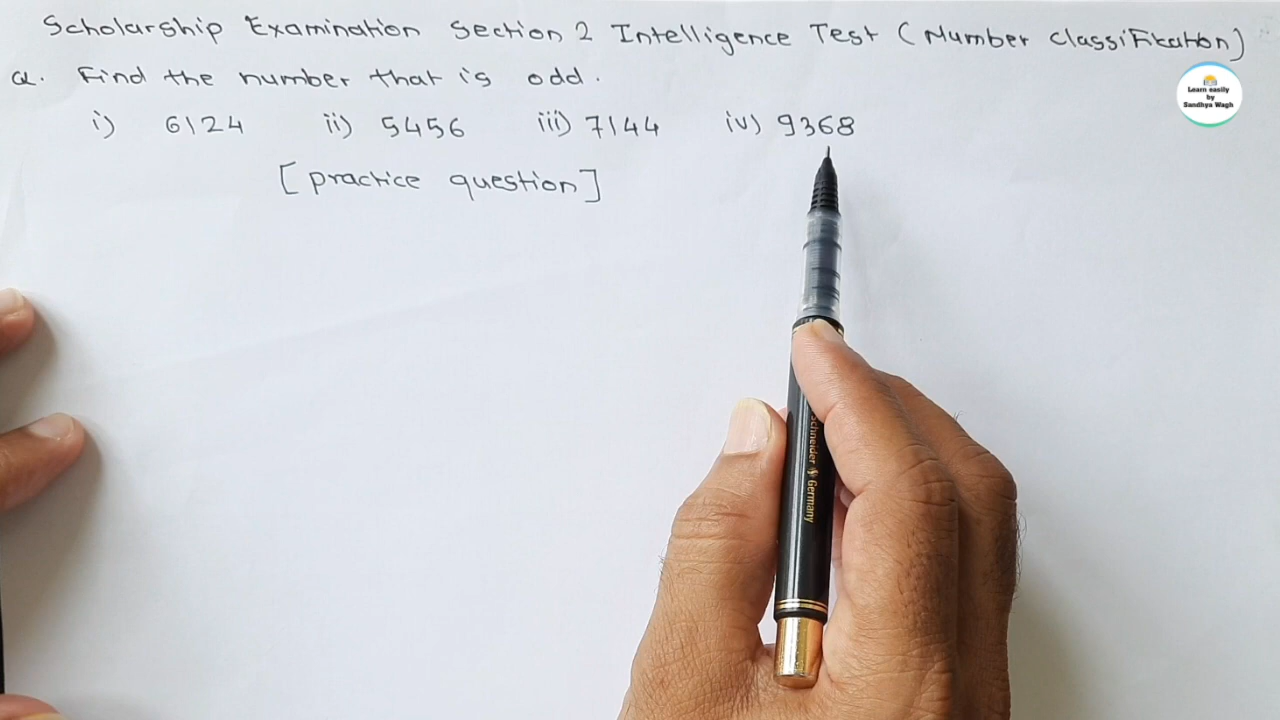 Scholarship Examination Section 2 Intelligence Test (Number classification)
Q. Find the number that is odd.
i) 6124 ii) 5456 iii) 7144 iv) 9368
[practice question]
Learn easily
by
Sandhya Wagh
Schneider Germany